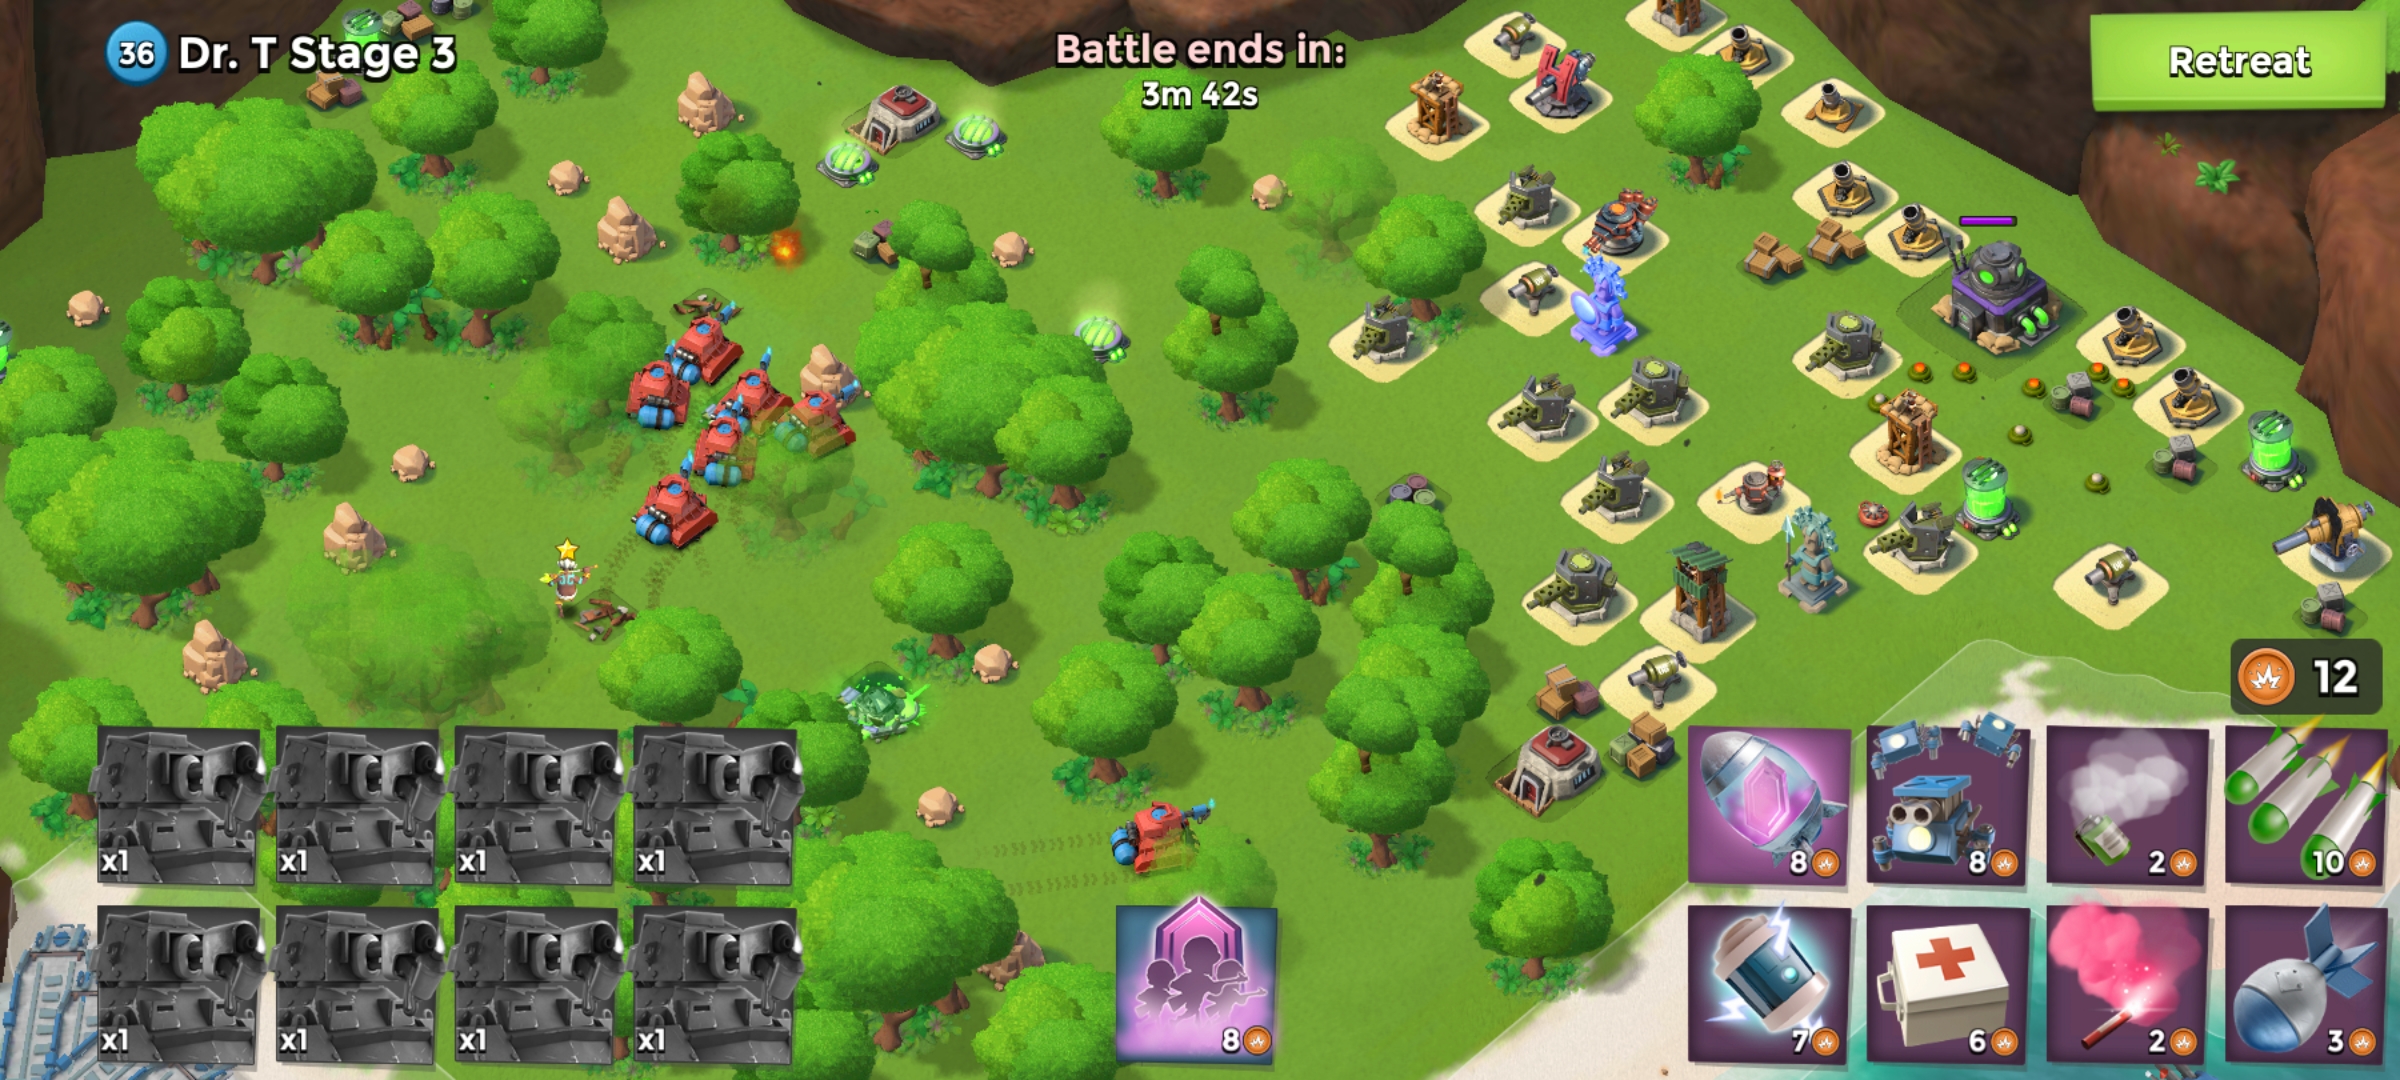 36 Dr. T Stage 3
Battle ends in:
3m 42s
Retreat
12
x1 x1 x1 x1
8 8 2 10
x1 x1 x1 x1
8
7 6 2 3